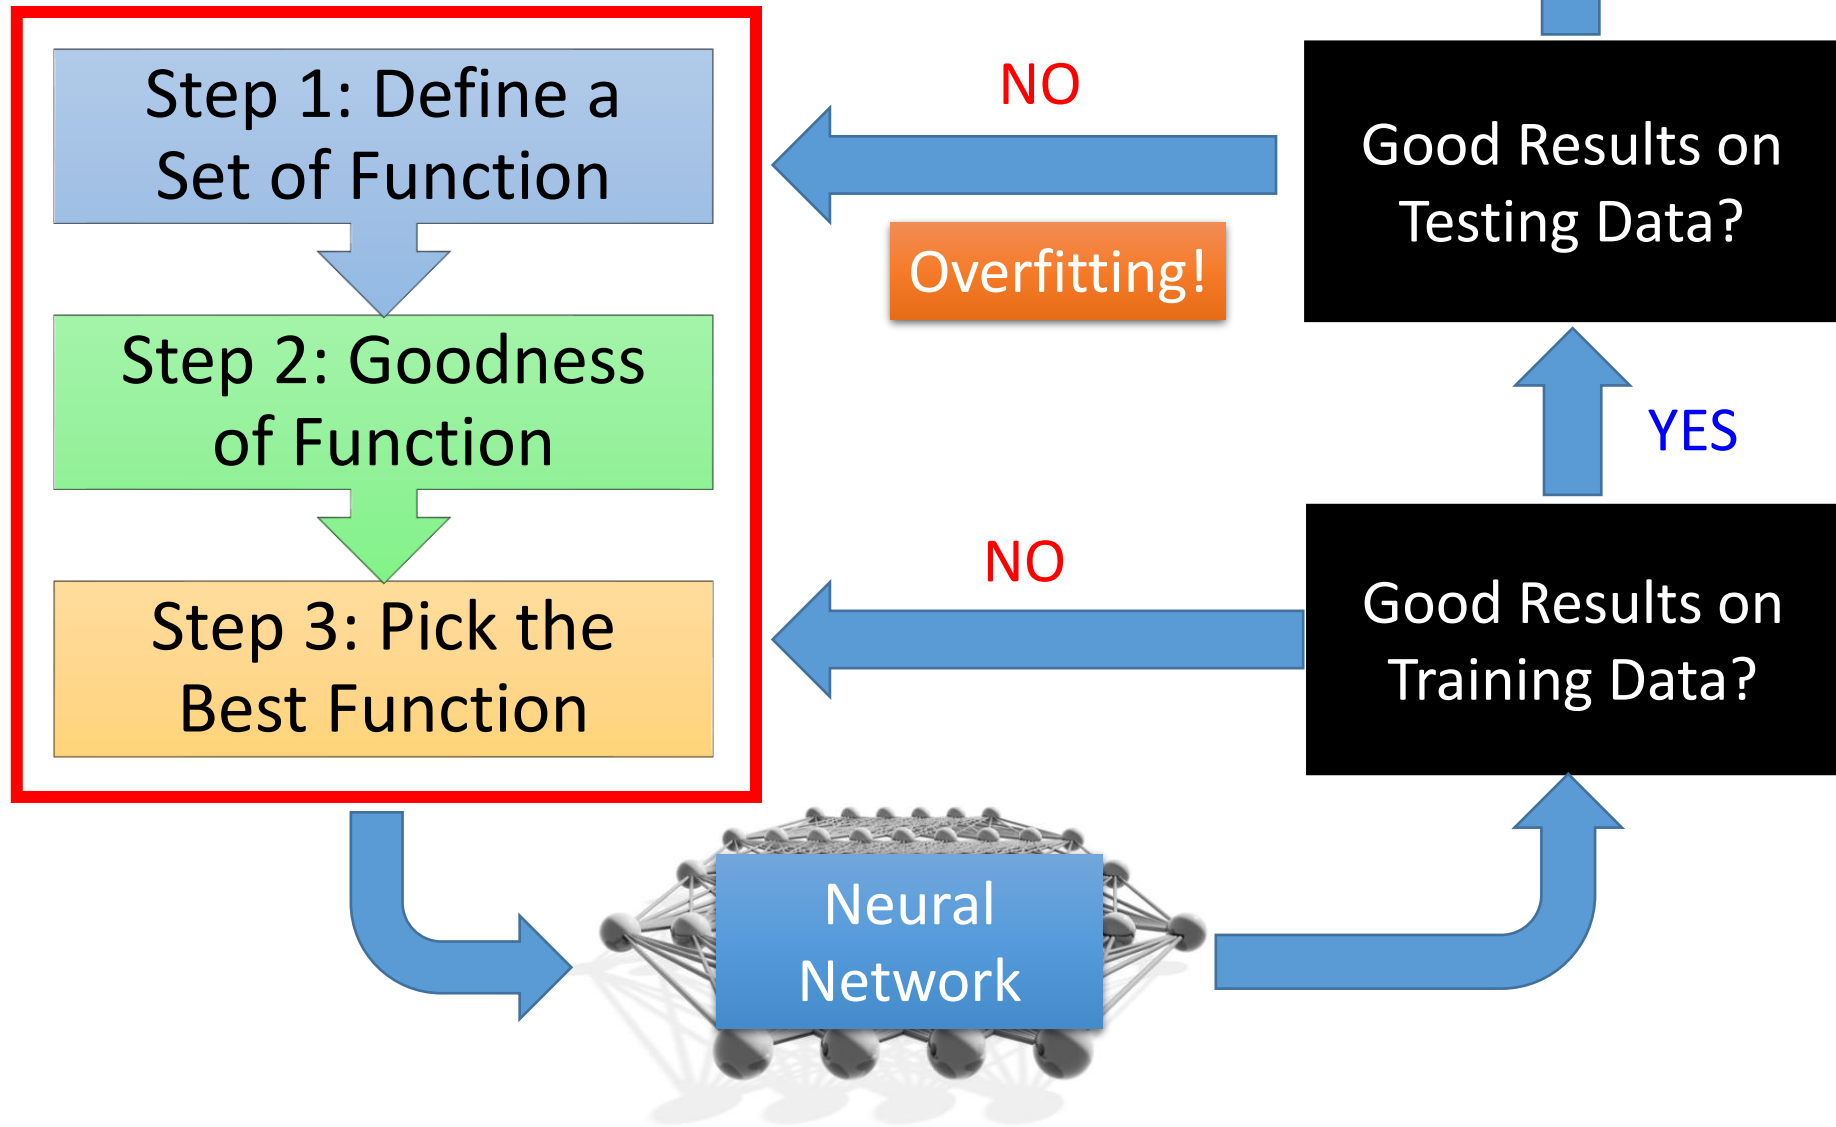 Step 1: Define a
Set of Function
Step 2: Goodness
of Function
Step 3: Pick the
Best Function
NO
Overfitting!
NO
Good Results on
Testing Data?
YES
Good Results on
Training Data?
Neural
Network